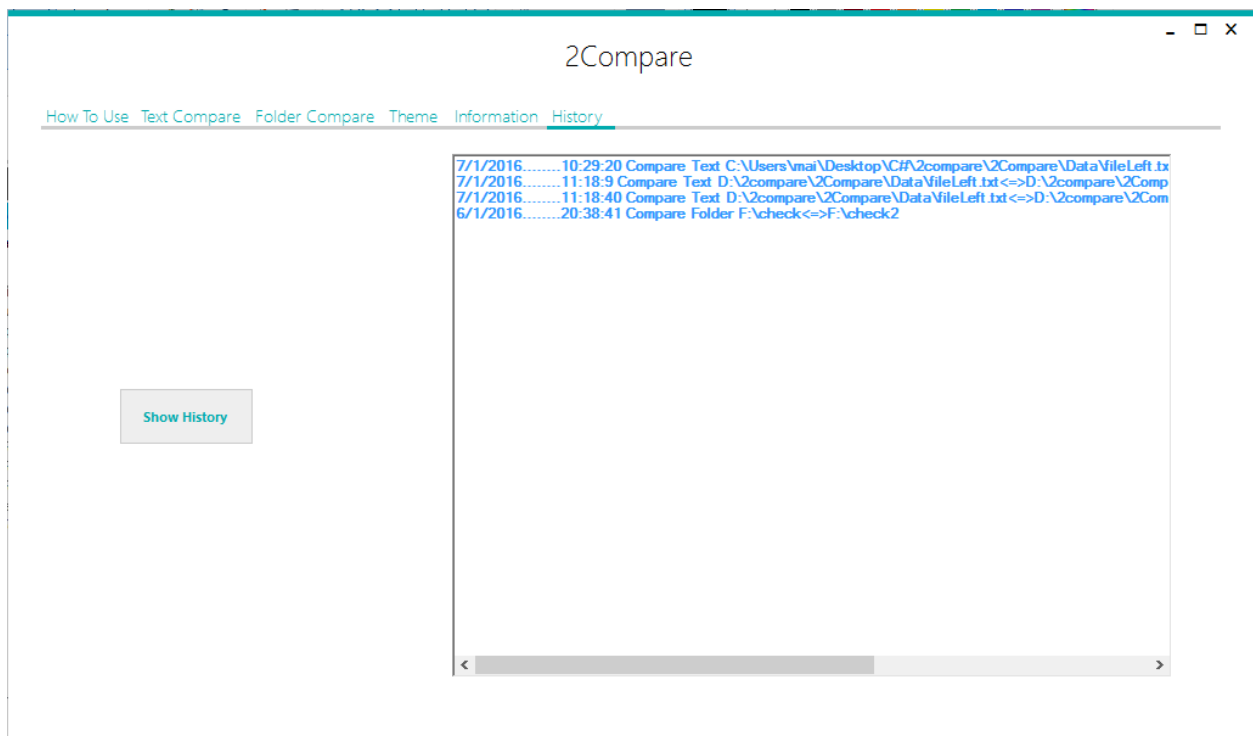 2Compare
How To Use Text Compare Folder Compare Theme Information History
7/1/2016........10:29:20 Compare Text C:\Users\mai\Desktop\C#\2compare\2Compare\Data\fileLeft.tx
7/1/2016........11:18:9 Compare Text D:\2compare\2Compare\Data\fileLeft.txt<=>D:\2compare\2Comp
7/1/2016........11:18:40 Compare Text D:\2compare\2Compare\Data\fileLeft.txt<=>D:\2compare\2Com
6/1/2016........20:38:41 Compare Folder F:\check<=>F:\check2
Show History